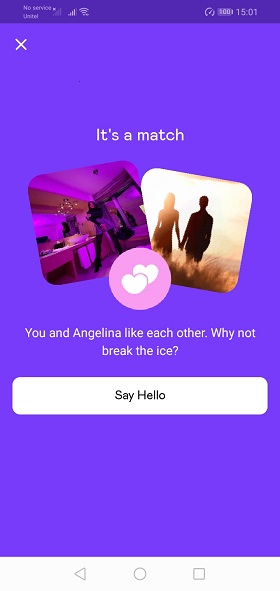 No service
Unitel
100
15:01
It's a match
You and Angelina like each other. Why not
break the ice?
Say Hello